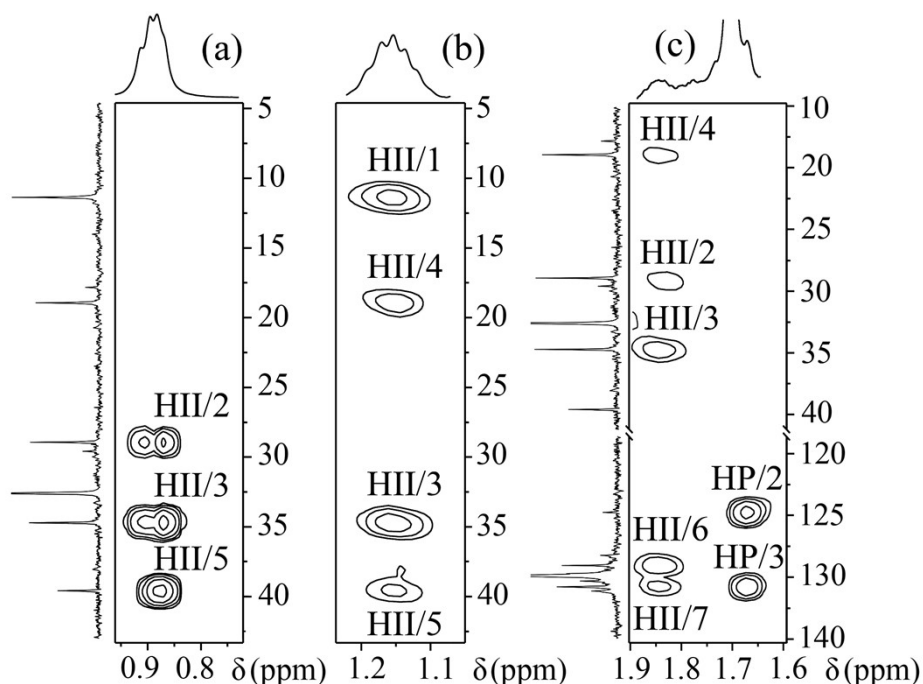 (a)
5
10
15
20
25
HII/2
30
HII/3
35
HII/5
40
0.9 0.8 δ (ppm)
(b)
5
HII/1
10
15
HII/4
20
25
30
HII/3
35
40
HII/5
1.2 1.1 δ (ppm)
(c)
10
HII/4
20
HII/2
30
HII/3
35
40
120
HP/2
125
HII/6
HP/3
130
HII/7
140
1.9 1.8 1.7 1.6 δ (ppm)